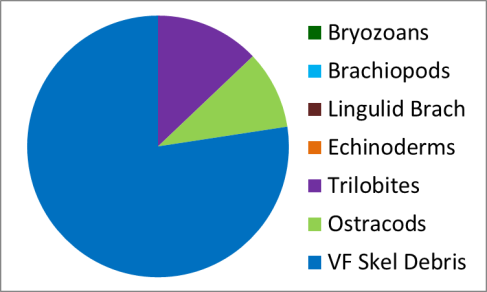 Bryozoans
Brachiopods
Lingulid Brach
Echinoderms
Trilobites
Ostracods
VF Skel Debris